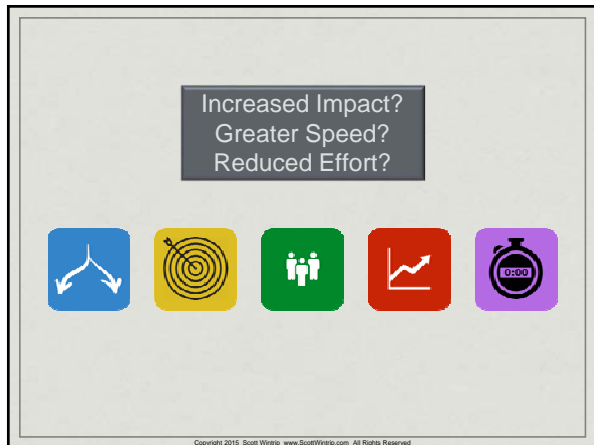 Increased Impact?
Greater Speed?
Reduced Effort?
0:00
Copyright 2015 Scott Wintrip www.ScottWintrip.com All Rights Reserved